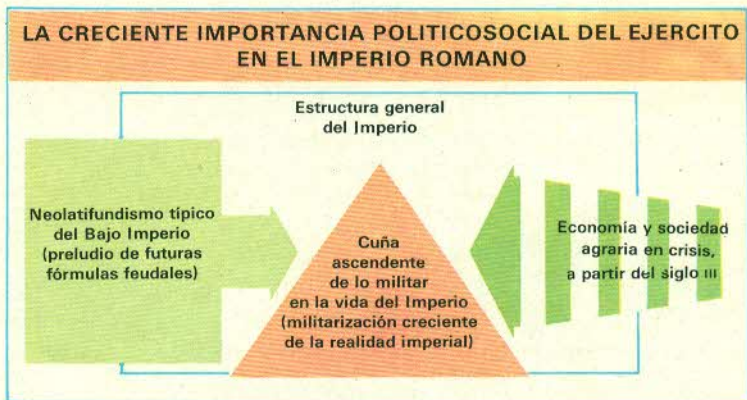 LA CRECIENTE IMPORTANCIA POLITICOSOCIAL DEL EJERCITO
EN EL IMPERIO ROMANO
Estructura general
del Imperio
Neolatifundismo típico
del Bajo Imperio
(preludio de futuras
fórmulas feudales)
Cuña
ascendente
de lo militar
en la vida del Imperio
(militarización creciente
de la realidad imperial)
Economía y sociedad
agraria en crisis,
a partir del siglo III